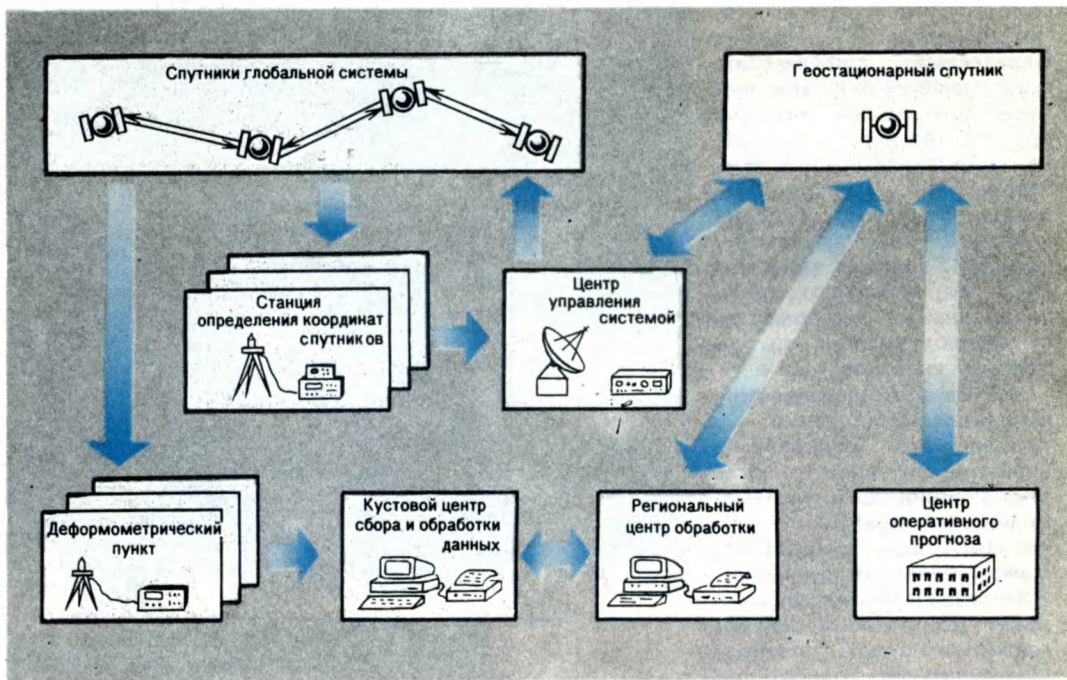 Спутники глобальной системы
Геостационарный спутник
Станция
определения координат
спутников
Центр
управления
системой
Деформометрический
пункт
Кустовой центр
сбора и обработки
данных
Региональный
центр обработки
Центр
оперативного
прогноза